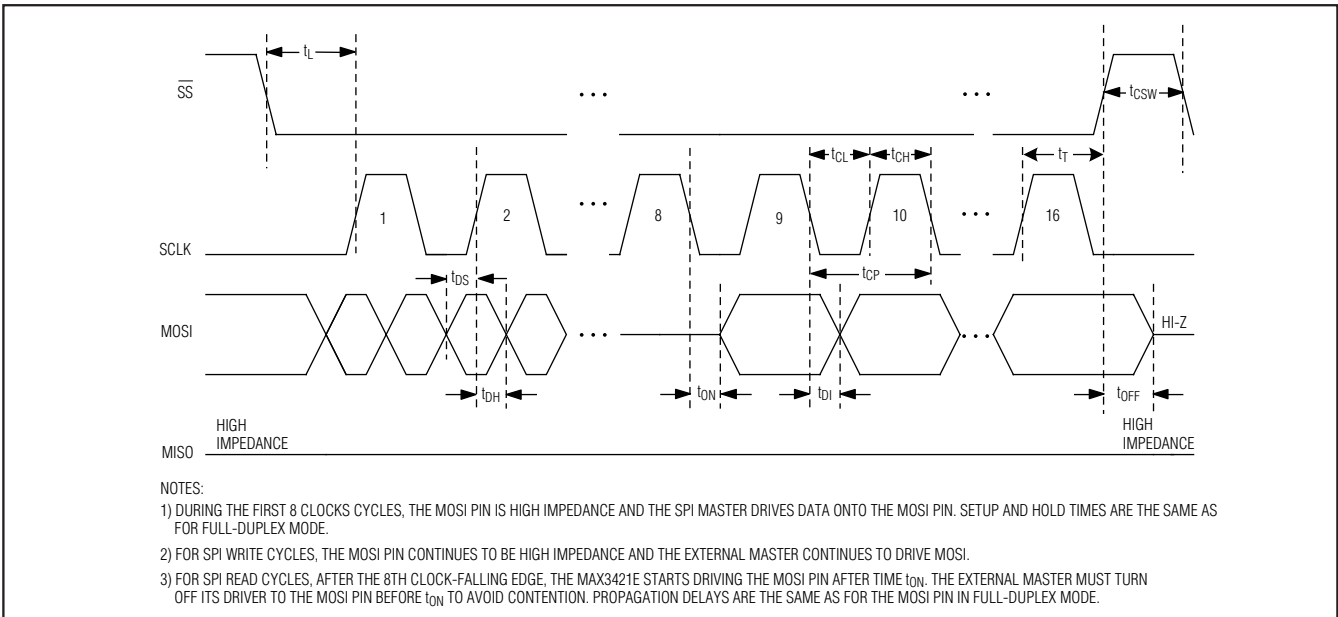 tL
SS
• • •
• • •
tCSW
tCL
tCH
tT
1
2
• • •
8
9
10
• • •
16
SCLK
tDS
tCP
MOSI
• • •
• • •
HI-Z
tDH
tON
tDI
tOFF
HIGH
IMPEDANCE
HIGH
IMPEDANCE
MISO
NOTES:
1) DURING THE FIRST 8 CLOCKS CYCLES, THE MOSI PIN IS HIGH IMPEDANCE AND THE SPI MASTER DRIVES DATA ONTO THE MOSI PIN. SETUP AND HOLD TIMES ARE THE SAME AS
FOR FULL-DUPLEX MODE.
2) FOR SPI WRITE CYCLES, THE MOSI PIN CONTINUES TO BE HIGH IMPEDANCE AND THE EXTERNAL MASTER CONTINUES TO DRIVE MOSI.
3) FOR SPI READ CYCLES, AFTER THE 8TH CLOCK-FALLING EDGE, THE MAX3421E STARTS DRIVING THE MOSI PIN AFTER TIME tON. THE EXTERNAL MASTER MUST TURN
OFF ITS DRIVER TO THE MOSI PIN BEFORE tON TO AVOID CONTENTION. PROPAGATION DELAYS ARE THE SAME AS FOR THE MOSI PIN IN FULL-DUPLEX MODE.